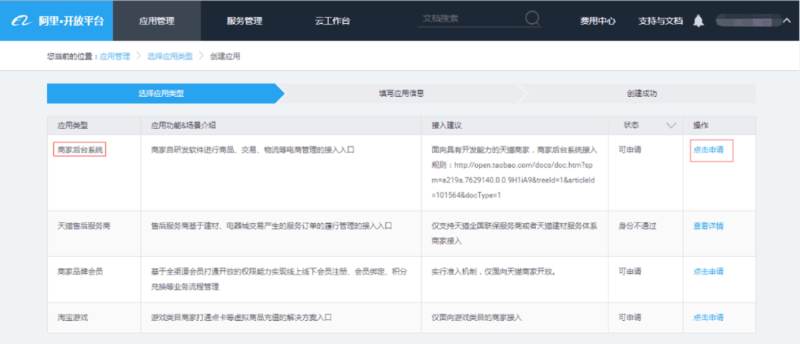 阿里·开放平台 应用管理 服务管理 云工作台 文档搜索 费用中心 支持与文档
您当前的位置：应用管理 > 选择应用类型 > 创建应用
选择应用类型 填写应用信息 创建成功
应用类型 应用功能&场景介绍 接入建议 状态 操作
商家后台系统 商家自研发软件进行商品、交易、物流等电商管理的接入入口 面向具有开发能力的天猫商家，商家后台系统接入 可申请 点击申请
规则：http://open.taobao.com/docs/doc.htm?sp
m=a219a.7629140.0.0.9H1iA9&treeId=1&articleId
=101564&docType=1
天猫售后服务商 售后服务商基于建材、电器城交易产生的服务订单的履行管理的接入入口 仅支持天猫全国联保服务商或者天猫建材服务体系 身份不通过 查看详情
商家接入
商家品牌会员 基于全渠道会员打通开放的权限能力实现线上线下会员注册、会员绑定、积分 实行准入机制，仅面向天猫商家开放。 可申请 点击申请
兑换等业务流程管理
淘宝游戏 游戏类目商家打通点卡等虚拟商品充值的解决方案入口 仅面向游戏类目的商家接入 可申请 点击申请